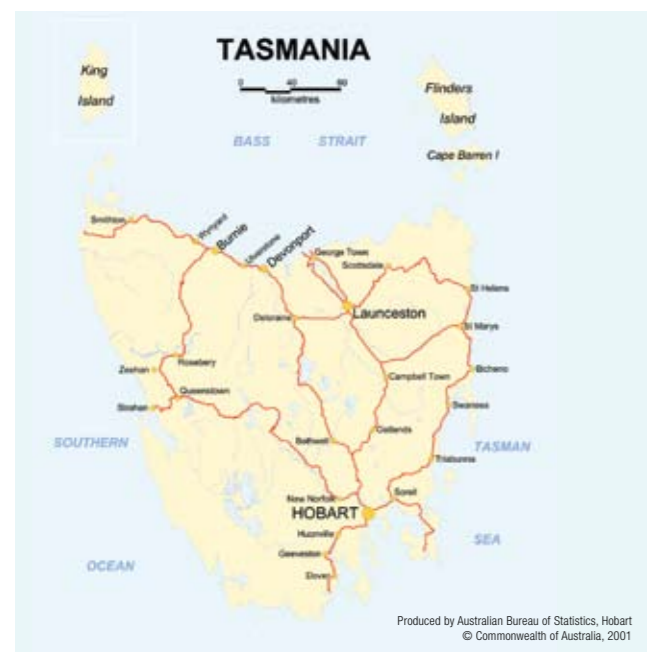 TASMANIA
0 40 80
kilometres
King
Island
Flinders
Island
Cape Barren I
BASS STRAIT
Smithton
Wynyard
Burnie
Ulverstone
Devonport
George Town
Scottsdale
St Helens
Launceston
Deloraine
St Marys
Rosebery
Zeehan
Campbell Town
Bicheno
Queenstown
Strahan
Swansea
SOUTHERN
Bothwell
Oatlands
TASMAN
Triabunna
New Norfolk
Sorell
HOBART
Huonville
SEA
Geeveston
OCEAN
Dover
Produced by Australian Bureau of Statistics, Hobart
© Commonwealth of Australia, 2001